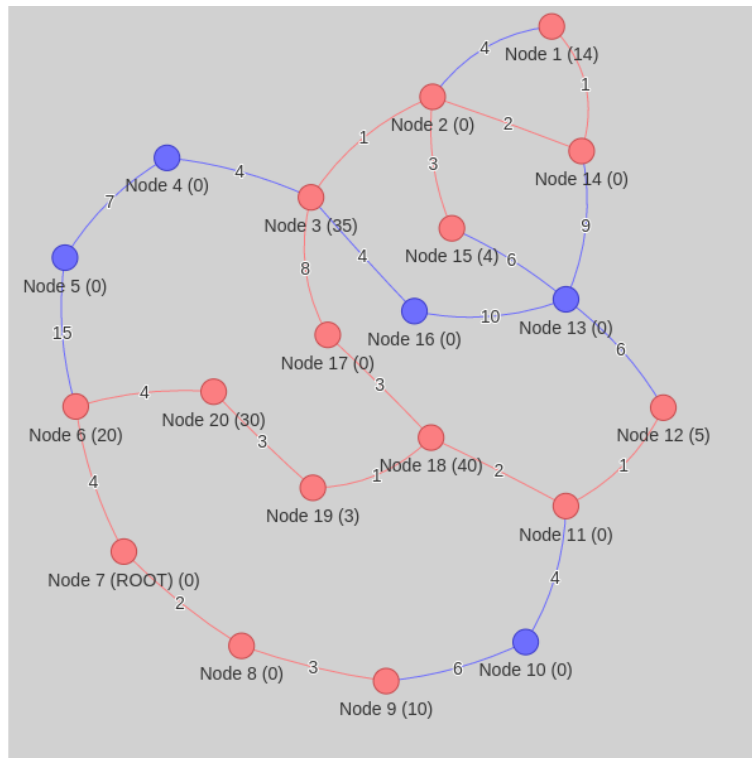 Node 1 (14)
4
1
Node 2 (0)
2
1
3
Node 14 (0)
4
Node 4 (0)
7
Node 3 (35)
9
Node 15 (4)
6
4
8
Node 5 (0)
10
Node 13 (0)
Node 16 (0)
15
6
Node 17 (0)
3
4
Node 20 (30)
Node 6 (20)
3
Node 12 (5)
Node 18 (40)
2
1
1
4
Node 19 (3)
Node 11 (0)
4
Node 7 (ROOT) (0)
2
3
6
Node 8 (0)
Node 10 (0)
Node 9 (10)